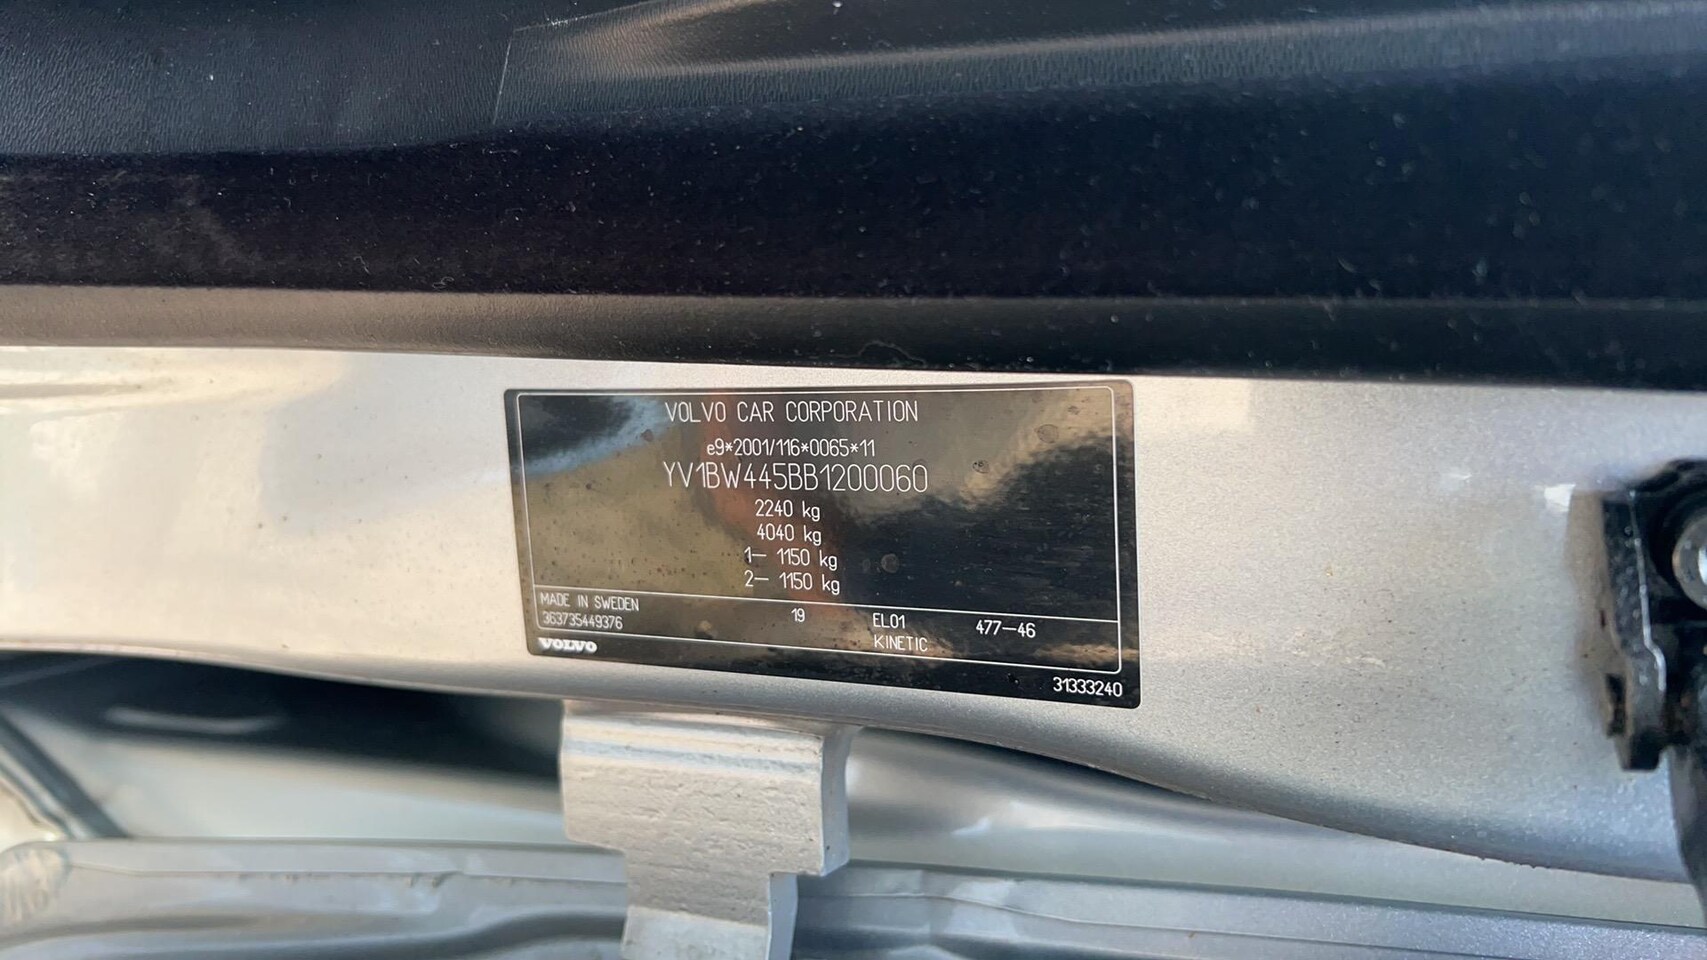 VOLVO CAR CORPORATION
e9*2001/116*0065*11
YV1BW445BB1200060
2240 kg
4040 kg
1- 1150 kg
2- 1150 kg
MADE IN SWEDEN 19 EL01 477-46
363735449376 KINETIC
VOLVO
31333240